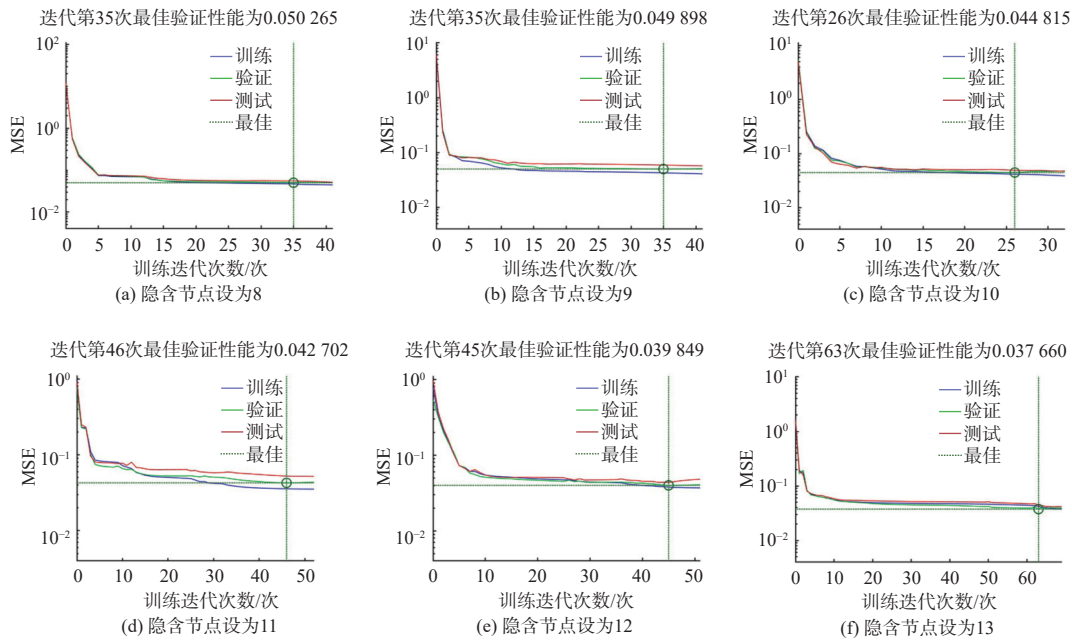 迭代第35次最佳验证性能为0.050 265
10²
10⁰
10⁻²
MSE
训练
验证
测试
最佳
0 5 10 15 20 25 30 35 40
训练迭代次数/次
(a) 隐含节点设为8
迭代第35次最佳验证性能为0.049 898
10¹
10⁰
10⁻¹
10⁻²
MSE
训练
验证
测试
最佳
0 5 10 15 20 25 30 35 40
训练迭代次数/次
(b) 隐含节点设为9
迭代第26次最佳验证性能为0.044 815
10¹
10⁰
10⁻¹
10⁻²
MSE
训练
验证
测试
最佳
0 5 10 15 20 25 30
训练迭代次数/次
(c) 隐含节点设为10
迭代第46次最佳验证性能为0.042 702
10⁰
10⁻¹
10⁻²
MSE
训练
验证
测试
最佳
0 10 20 30 40 50
训练迭代次数/次
(d) 隐含节点设为11
迭代第45次最佳验证性能为0.039 849
10⁰
10⁻¹
10⁻²
MSE
训练
验证
测试
最佳
0 10 20 30 40 50
训练迭代次数/次
(e) 隐含节点设为12
迭代第63次最佳验证性能为0.037 660
10¹
10⁰
10⁻¹
10⁻²
MSE
训练
验证
测试
最佳
0 10 20 30 40 50 60
训练迭代次数/次
(f) 隐含节点设为13